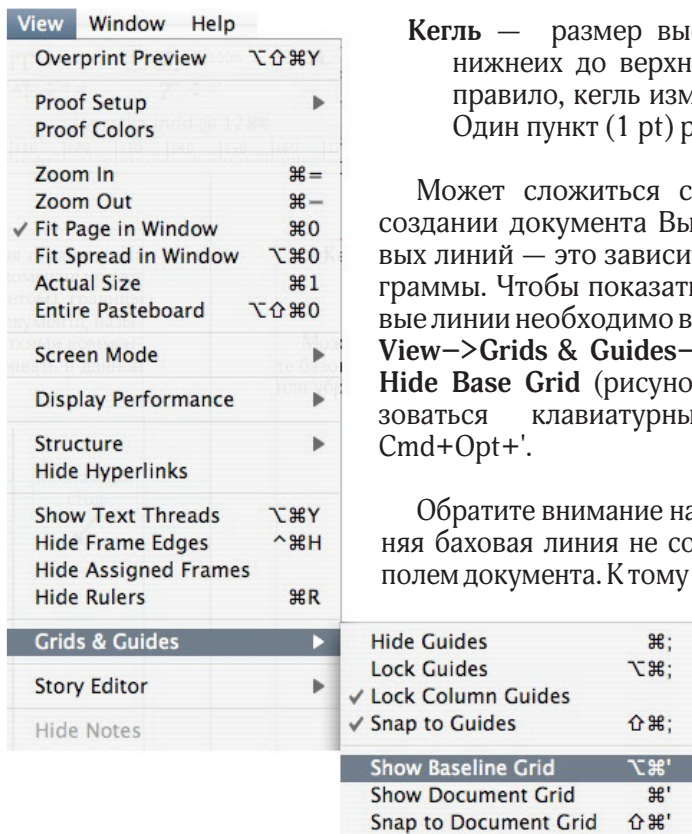 View Window Help
Overprint Preview ⌥⇧⌘Y
Proof Setup
Proof Colors
Zoom In ⌘=
Zoom Out ⌘–
✓ Fit Page in Window ⌘0
Fit Spread in Window ⌥⌘0
Actual Size ⌘1
Entire Pasteboard ⌥⇧⌘0
Screen Mode
Display Performance
Structure
Hide Hyperlinks
Show Text Threads ⌥⌘Y
Hide Frame Edges ^⌘H
Hide Assigned Frames
Hide Rulers ⌘R
Grids & Guides
Story Editor
Hide Notes
Hide Guides ⌘;
Lock Guides ⌥⌘;
✓ Lock Column Guides
✓ Snap to Guides ⇧⌘;
Show Baseline Grid ⌥⌘'
Show Document Grid ⌘'
Snap to Document Grid ⇧⌘'
Кегль — размер выс
нижнеих до верхн
правило, кегль изм
Один пункт (1 pt) р
Может сложиться с
создании документа Вы
вых линий — это зависи
граммы. Чтобы показать
вые линии необходимо в
View–>Grids & Guides–
Hide Base Grid (рисуно
зоваться клавиатурны
Cmd+Opt+'.
Обратите внимание на
няя баховая линия не со
полем документа. К тому